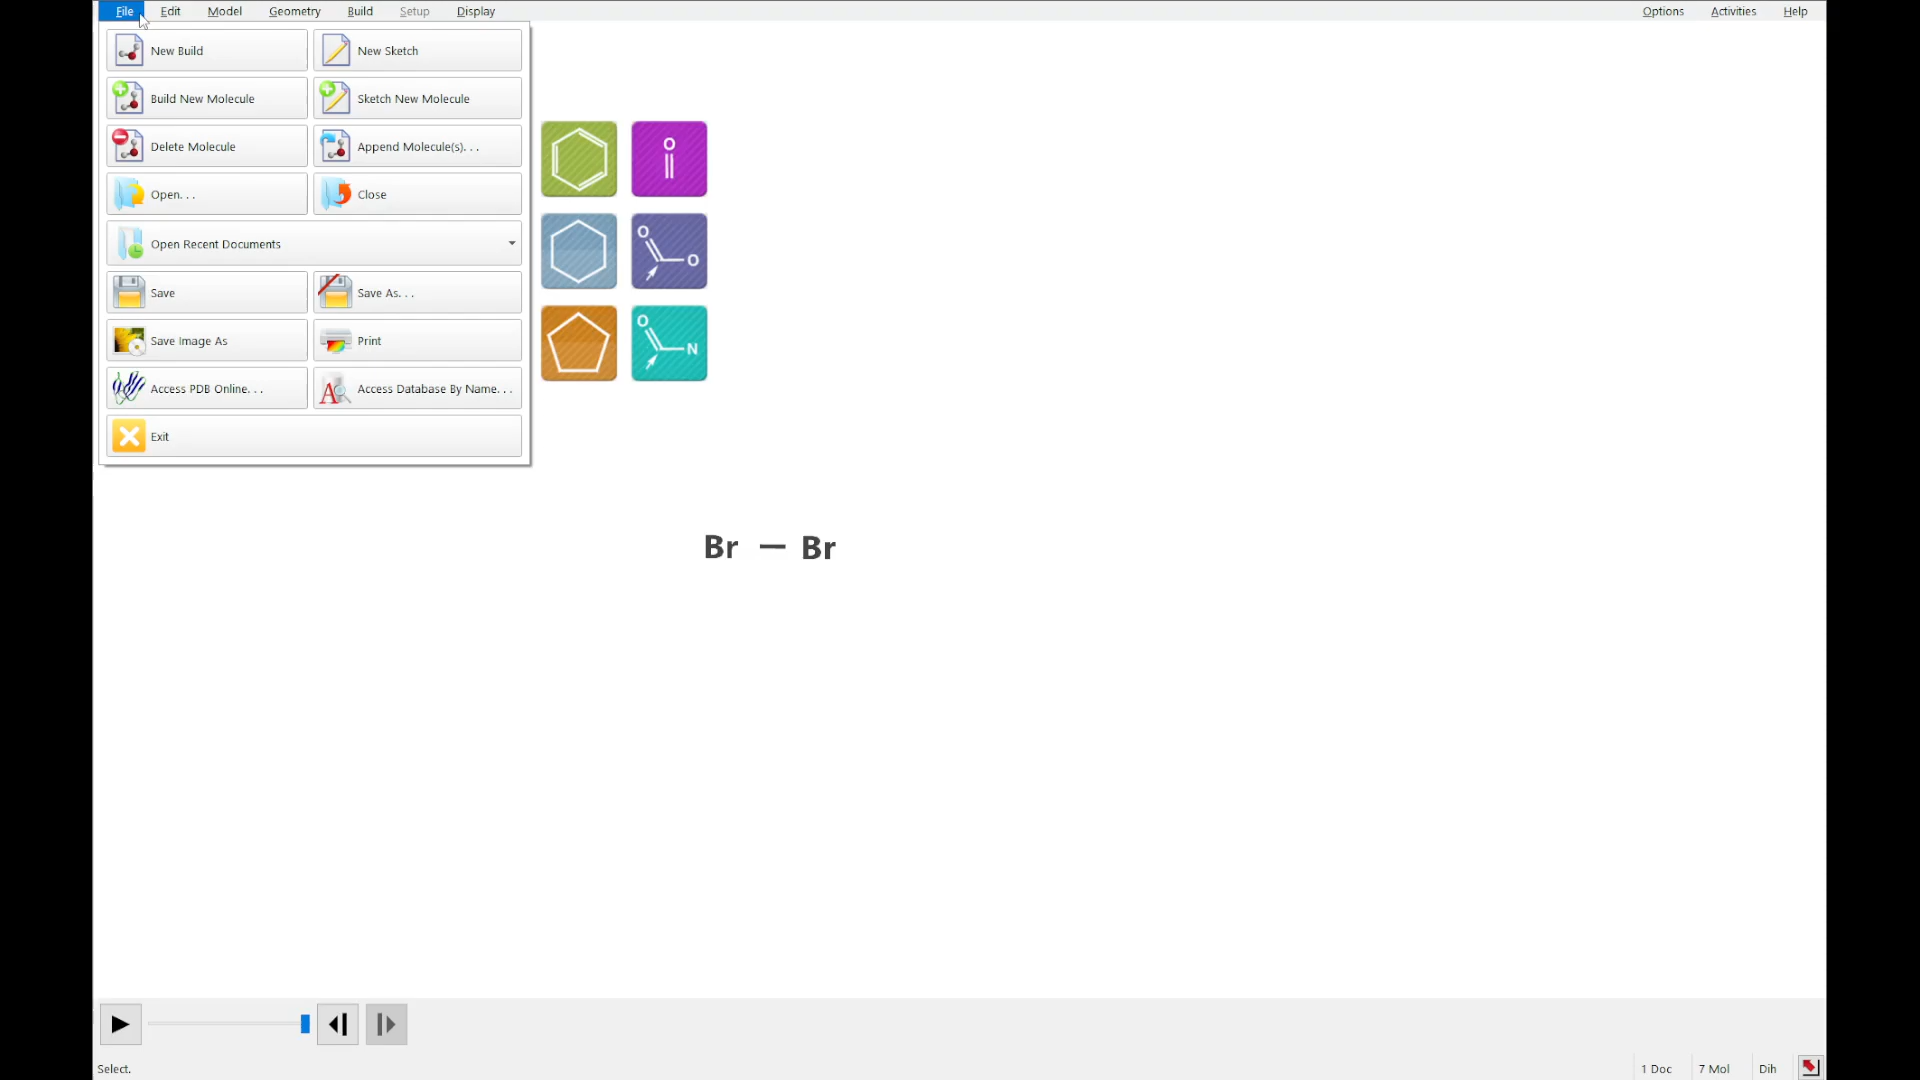 File Edit Model Geometry Build Setup Display Options Activities Help
New Build New Sketch
Build New Molecule Sketch New Molecule
Delete Molecule Append Molecule(s). . .
Open. . . Close
Open Recent Documents
Save Save As. . .
Save Image As Print
Access PDB Online. . . Access Database By Name. . .
Exit
O
O O
O N
Br — Br
Select. 1 Doc 7 Mol Dih